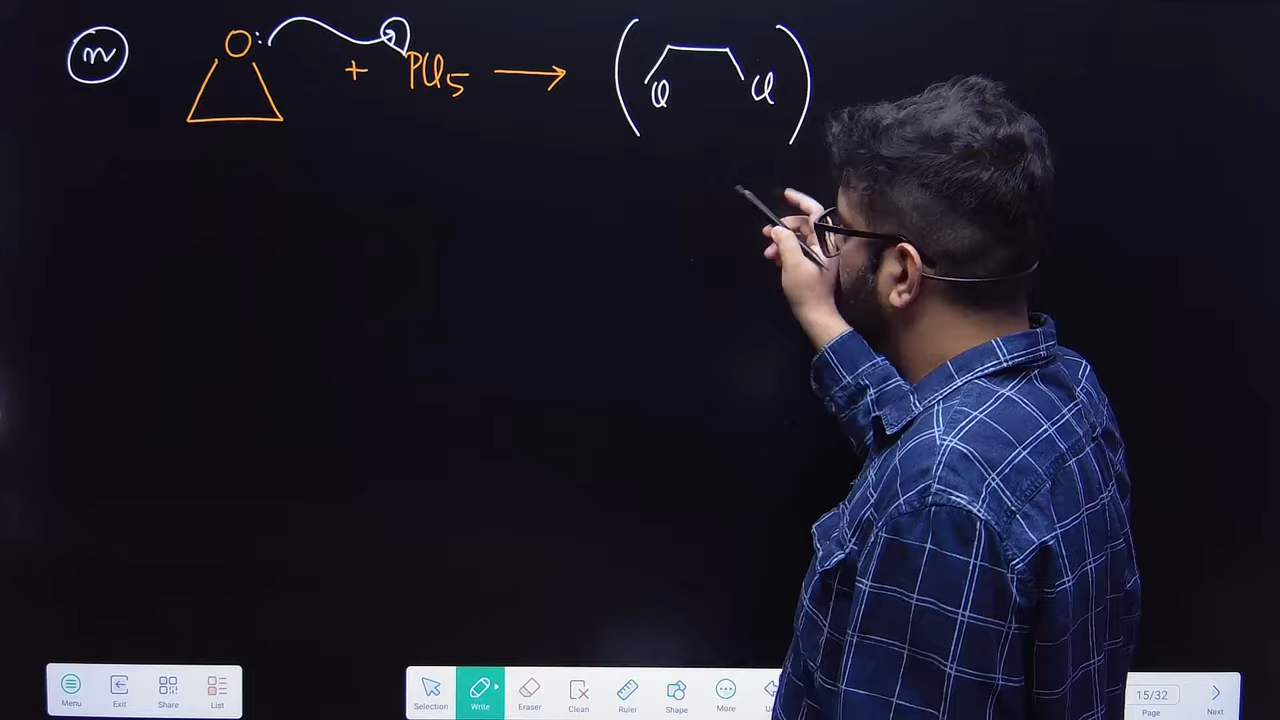 n O: + PCl5 → ( Cl Cl )
Menu Exit Share List Selection Write Eraser Clean Ruler Shape More 15/32 Page Next